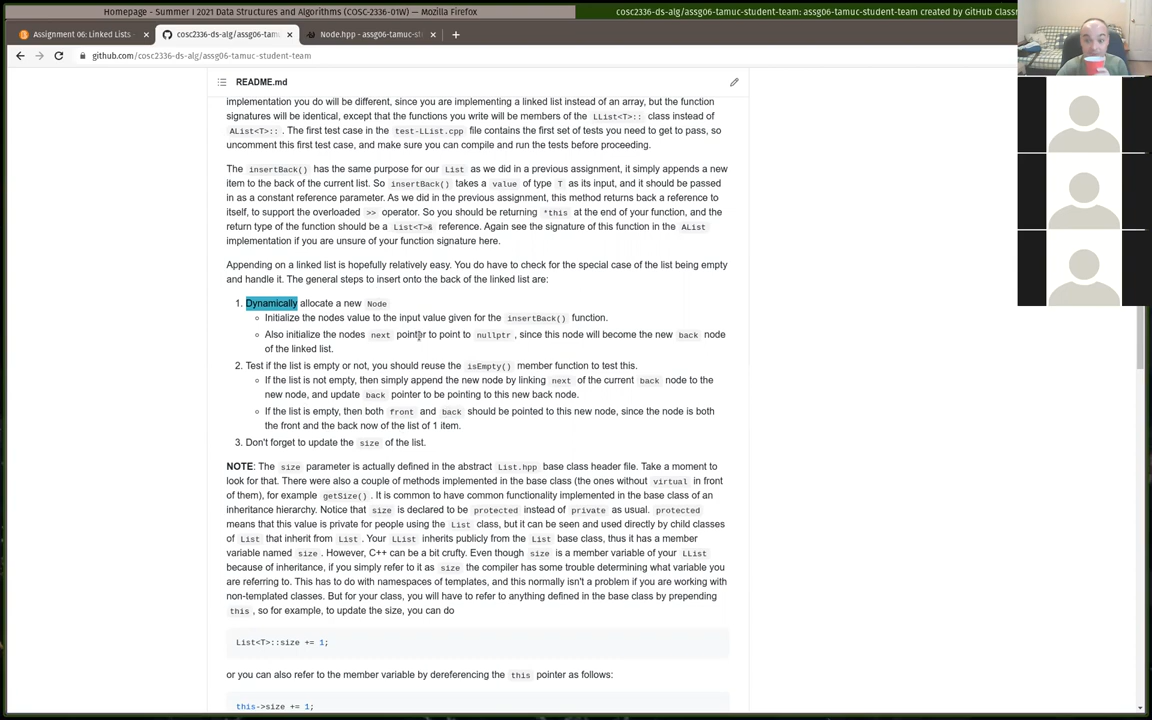 Homepage - Summer I 2021 Data Structures and Algorithms (COSC-2336-01W) — Mozilla Firefox
cosc2336-ds-alg/assg06-tamuc-student-team: assg06-tamuc-student-team created by GitHub Classr
Assignment 06: Linked Lists
cosc2336-ds-alg/assg06-tamu
Node.hpp - assg06-tamuc-st
github.com/cosc2336-ds-alg/assg06-tamuc-student-team
README.md
implementation you do will be different, since you are implementing a linked list instead of an array, but the function
signatures will be identical, except that the functions you write will be members of the LList<T>:: class instead of
AList<T>:: . The first test case in the test-LList.cpp file contains the first set of tests you need to get to pass, so
uncomment this first test case, and make sure you can compile and run the tests before proceeding.
The insertBack() has the same purpose for our List as we did in a previous assignment, it simply appends a new
item to the back of the current list. So insertBack() takes a value of type T as its input, and it should be passed
in as a constant reference parameter. As we did in the previous assignment, this method returns back a reference to
itself, to support the overloaded >> operator. So you should be returning *this at the end of your function, and the
return type of the function should be a List<T>& reference. Again see the signature of this function in the AList
implementation if you are unsure of your function signature here.
Appending on a linked list is hopefully relatively easy. You do have to check for the special case of the list being empty
and handle it. The general steps to insert onto the back of the linked list are:
1. Dynamically allocate a new Node
Initialize the nodes value to the input value given for the insertBack() function.
Also initialize the nodes next pointer to point to nullptr , since this node will become the new back node
of the linked list.
2. Test if the list is empty or not, you should reuse the isEmpty() member function to test this.
If the list is not empty, then simply append the new node by linking next of the current back node to the
new node, and update back pointer to be pointing to this new back node.
If the list is empty, then both front and back should be pointed to this new node, since the node is both
the front and the back now of the list of 1 item.
3. Don't forget to update the size of the list.
NOTE: The size parameter is actually defined in the abstract List.hpp base class header file. Take a moment to
look for that. There were also a couple of methods implemented in the base class (the ones without virtual in front
of them), for example getSize() . It is common to have common functionality implemented in the base class of an
inheritance hierarchy. Notice that size is declared to be protected instead of private as usual. protected
means that this value is private for people using the List class, but it can be seen and used directly by child classes
of List that inherit from List . Your LList inherits publicly from the List base class, thus it has a member
variable named size . However, C++ can be a bit crufty. Even though size is a member variable of your LList
because of inheritance, if you simply refer to it as size the compiler has some trouble determining what variable you
are referring to. This has to do with namespaces of templates, and this normally isn't a problem if you are working with
non-templated classes. But for your class, you will have to refer to anything defined in the base class by prepending
this , so for example, to update the size, you can do
List<T>::size += 1;
or you can also refer to the member variable by dereferencing the this pointer as follows:
this->size += 1;